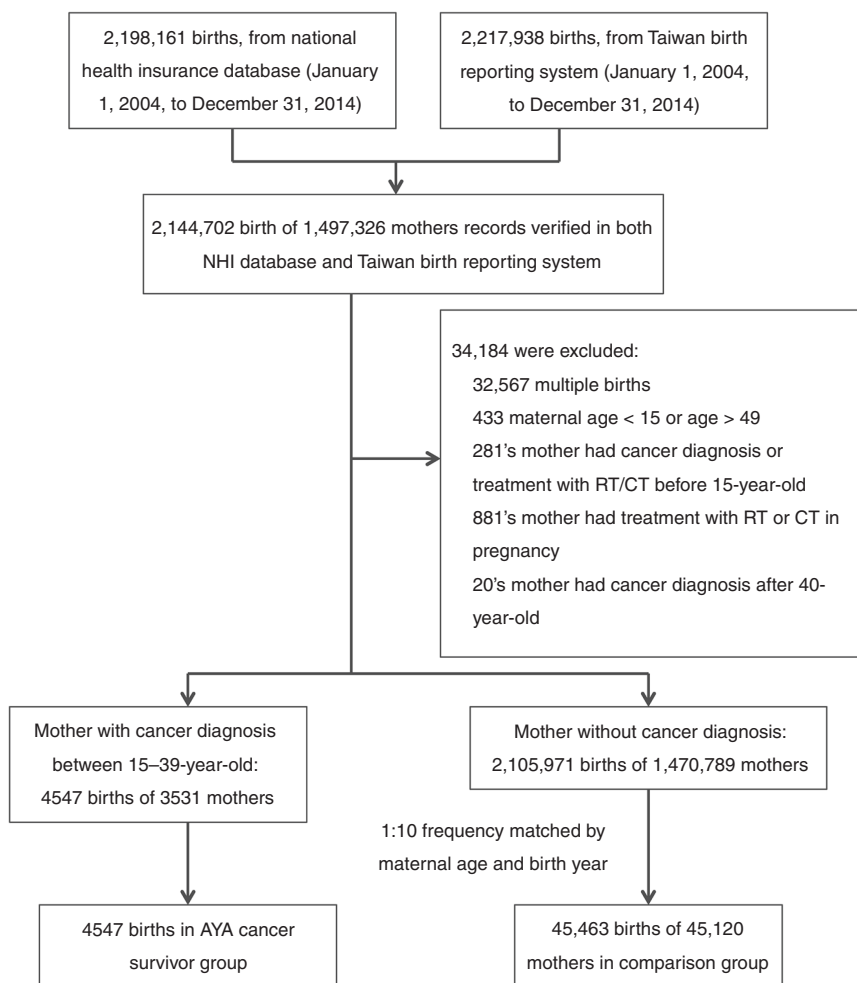 2,198,161 births, from national
health insurance database (January
1, 2004, to December 31, 2014)
2,217,938 births, from Taiwan birth
reporting system (January 1, 2004,
to December 31, 2014)
2,144,702 birth of 1,497,326 mothers records verified in both
NHI database and Taiwan birth reporting system
34,184 were excluded:
32,567 multiple births
433 maternal age < 15 or age > 49
281's mother had cancer diagnosis or
treatment with RT/CT before 15-year-old
881's mother had treatment with RT or CT in
pregnancy
20's mother had cancer diagnosis after 40-
year-old
Mother with cancer diagnosis
between 15–39-year-old:
4547 births of 3531 mothers
Mother without cancer diagnosis:
2,105,971 births of 1,470,789 mothers
1:10 frequency matched by
maternal age and birth year
4547 births in AYA cancer
survivor group
45,463 births of 45,120
mothers in comparison group